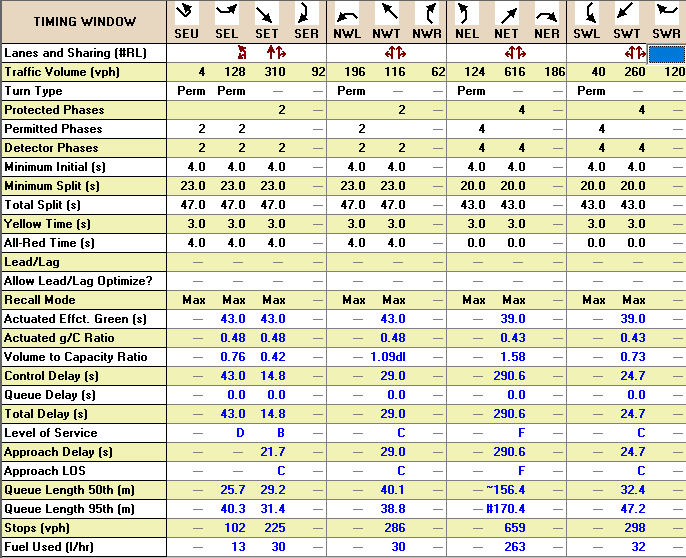 TIMING WINDOW SEU SEL SET SER NWL NWT NWR NEL NET NER SWL SWT SWR
Lanes and Sharing (#RL)
Traffic Volume (vph) 4 128 310 92 196 116 62 124 616 186 40 260 120
Turn Type Perm Perm — — Perm — — Perm — — Perm — —
Protected Phases 2 — 2 — 4 — 4 —
Permitted Phases 2 2 — 2 — 4 — 4 —
Detector Phases 2 2 2 — 2 2 — 4 4 — 4 4 —
Minimum Initial (s) 4.0 4.0 4.0 — 4.0 4.0 — 4.0 4.0 — 4.0 4.0 —
Minimum Split (s) 23.0 23.0 23.0 — 23.0 23.0 — 20.0 20.0 — 20.0 20.0 —
Total Split (s) 47.0 47.0 47.0 — 47.0 47.0 — 43.0 43.0 — 43.0 43.0 —
Yellow Time (s) 3.0 3.0 3.0 — 3.0 3.0 — 3.0 3.0 — 3.0 3.0 —
All-Red Time (s) 4.0 4.0 4.0 — 4.0 4.0 — 0.0 0.0 — 0.0 0.0 —
Lead/Lag — — — — — — — — — — — — —
Allow Lead/Lag Optimize? — — — — — — — — — — — — —
Recall Mode Max Max Max — Max Max — Max Max — Max Max —
Actuated Effct. Green (s) — 43.0 43.0 — — 43.0 — — 39.0 — — 39.0 —
Actuated g/C Ratio — 0.48 0.48 — — 0.48 — — 0.43 — — 0.43 —
Volume to Capacity Ratio — 0.76 0.42 — — 1.09dl — — 1.58 — — 0.73 —
Control Delay (s) — 43.0 14.8 — — 29.0 — — 290.6 — — 24.7 —
Queue Delay (s) — 0.0 0.0 — — 0.0 — — 0.0 — — 0.0 —
Total Delay (s) — 43.0 14.8 — — 29.0 — — 290.6 — — 24.7 —
Level of Service — D B — — C — — F — — C —
Approach Delay (s) — — 21.7 — — 29.0 — — 290.6 — — 24.7 —
Approach LOS — — C — — C — — F — — C —
Queue Length 50th (m) — 25.7 29.2 — — 40.1 — — ~156.4 — — 32.4 —
Queue Length 95th (m) — 40.3 31.4 — — 38.8 — — #170.4 — — 47.2 —
Stops (vph) — 102 225 — — 286 — — 659 — — 298 —
Fuel Used (l/hr) — 13 30 — — 30 — — 263 — — 32 —